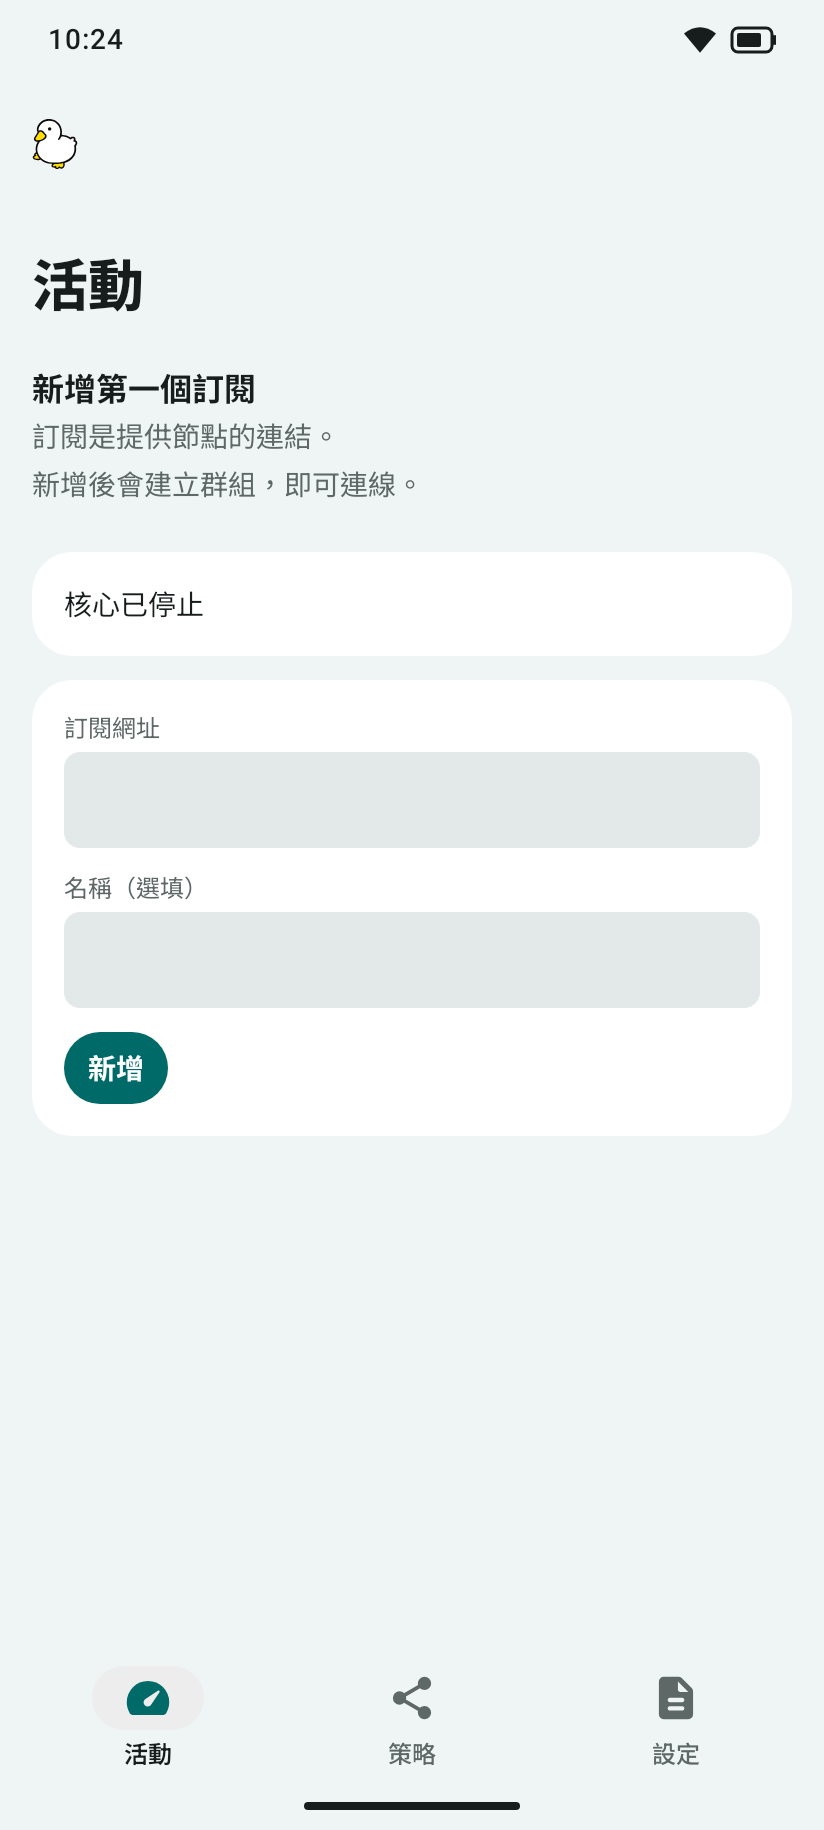 10:24
活動
新增第一個訂閱
訂閱是提供節點的連結。
新增後會建立群組，即可連線。
核心已停止
訂閱網址
名稱（選填）
新增
活動
策略
設定